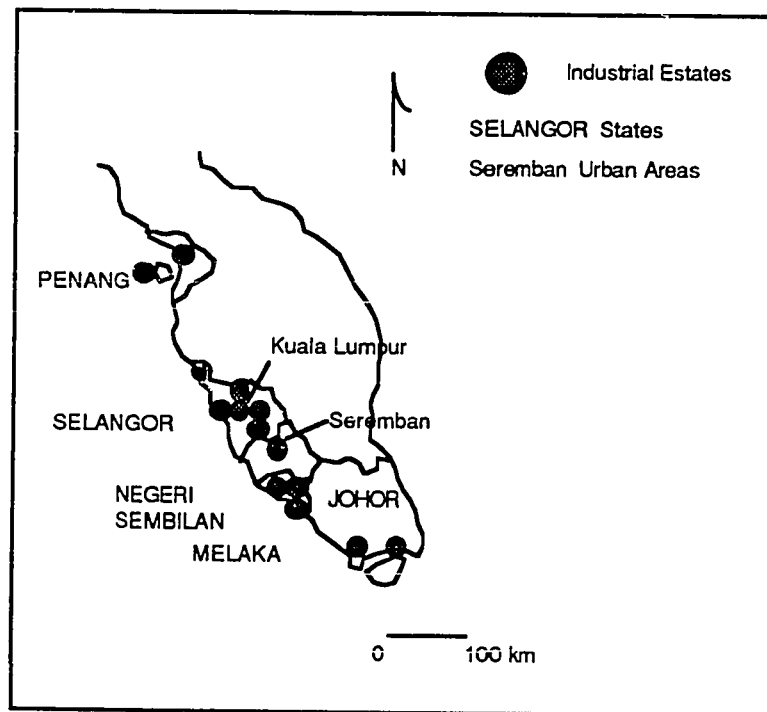 Industrial Estates
SELANGOR States
N
Seremban Urban Areas
PENANG
Kuala Lumpur
SELANGOR
Seremban
NEGERI
SEMBILAN
JOHOR
MELAKA
0
100 km